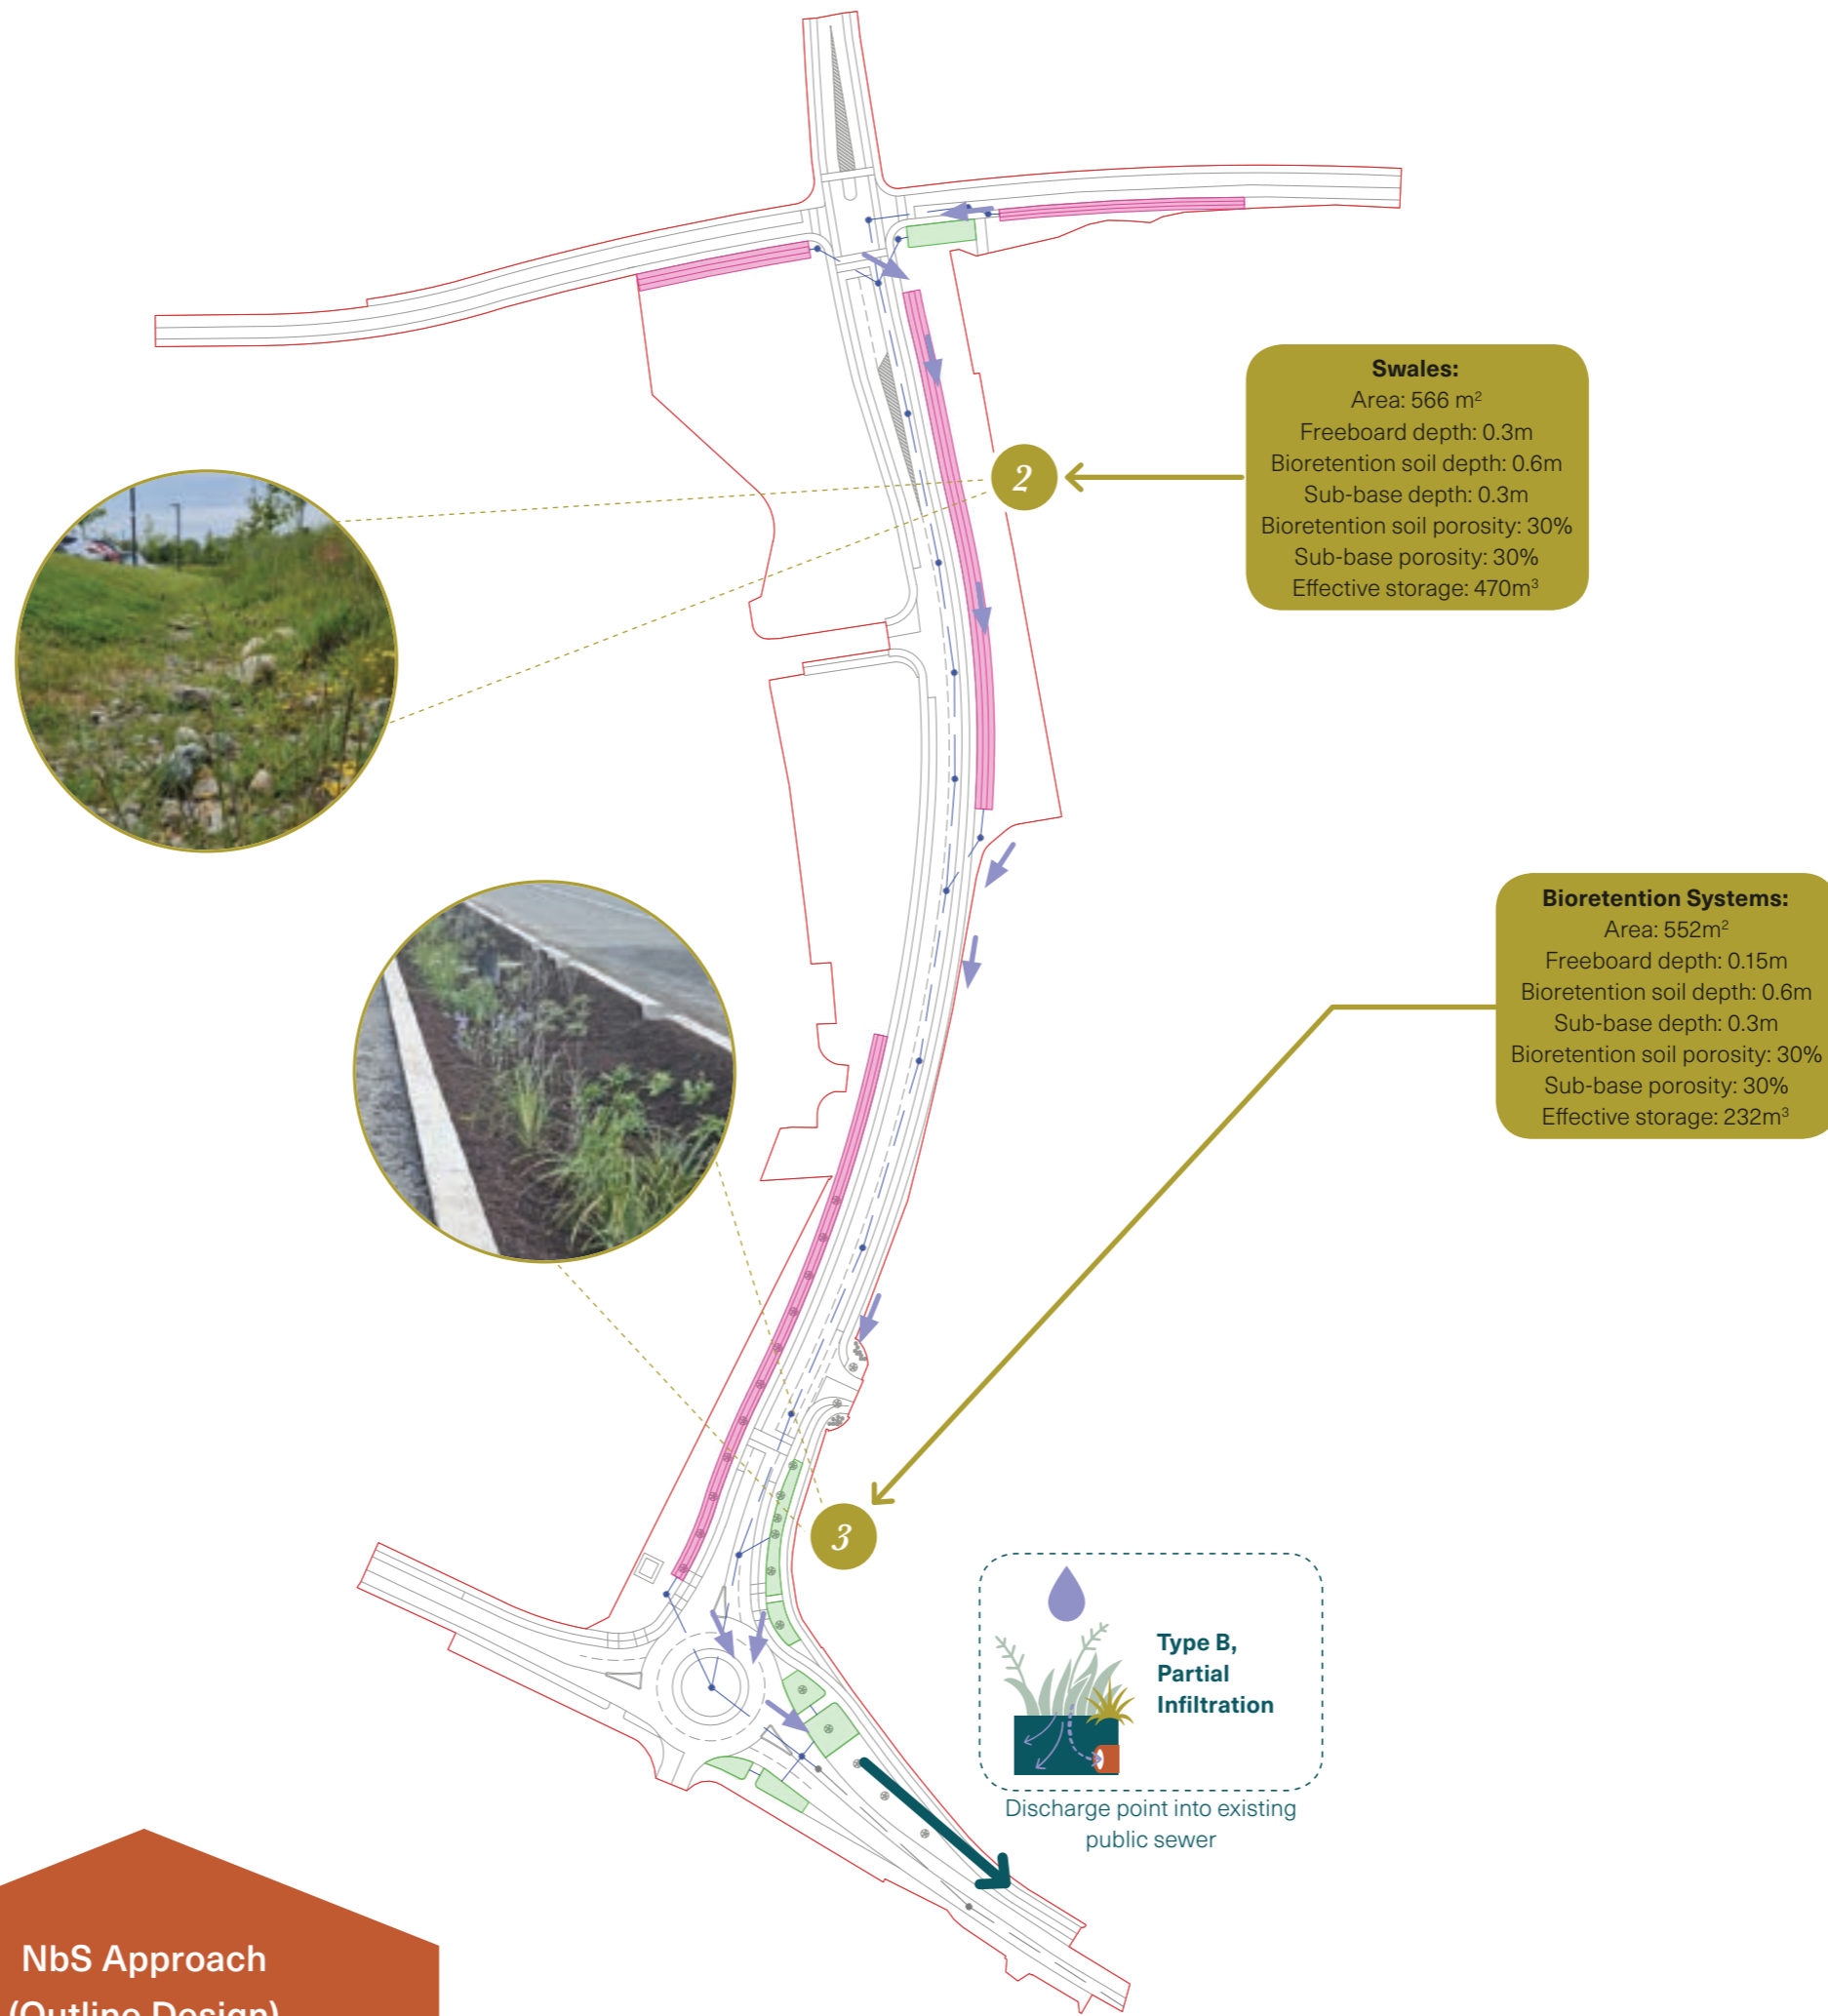 Swales:
Area: 566 m²
Freeboard depth: 0.3m
Bioretention soil depth: 0.6m
Sub-base depth: 0.3m
Bioretention soil porosity: 30%
Sub-base porosity: 30%
Effective storage: 470m³
2
Bioretention Systems:
Area: 552m²
Freeboard depth: 0.15m
Bioretention soil depth: 0.6m
Sub-base depth: 0.3m
Bioretention soil porosity: 30%
Sub-base porosity: 30%
Effective storage: 232m³
3
Type B,
Partial
Infiltration
Discharge point into existing
public sewer
NbS Approach
(Outline Design)